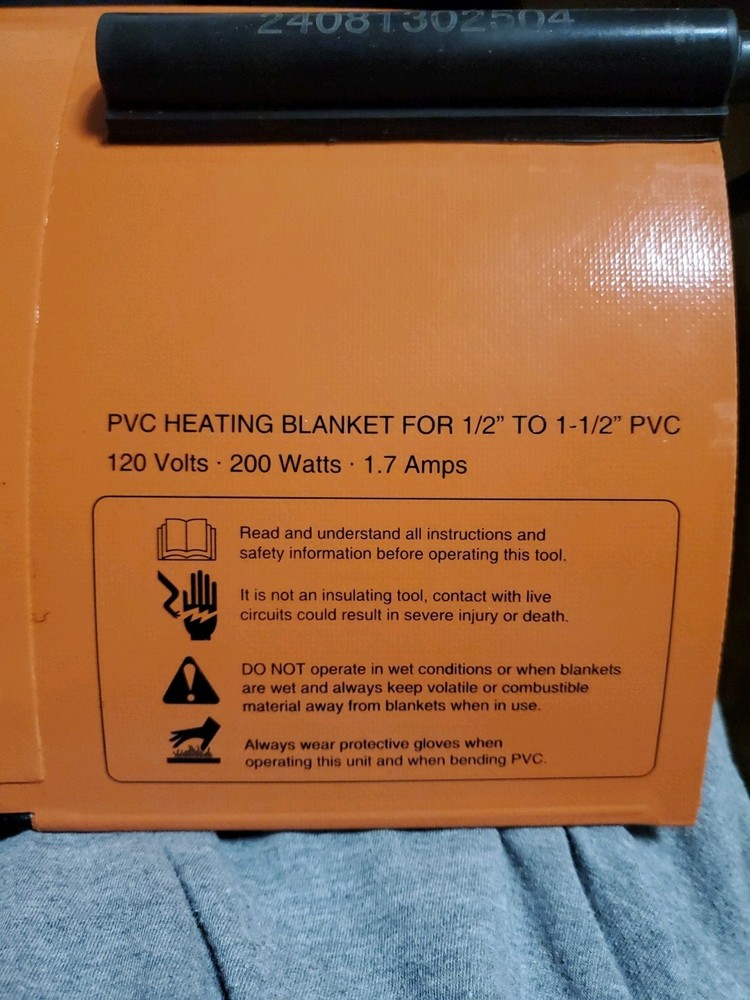 24081302504
PVC HEATING BLANKET FOR 1/2" TO 1-1/2" PVC
120 Volts · 200 Watts · 1.7 Amps
Read and understand all instructions and
safety information before operating this tool.
It is not an insulating tool, contact with live
circuits could result in severe injury or death.
DO NOT operate in wet conditions or when blankets
are wet and always keep volatile or combustible
material away from blankets when in use.
Always wear protective gloves when
operating this unit and when bending PVC.